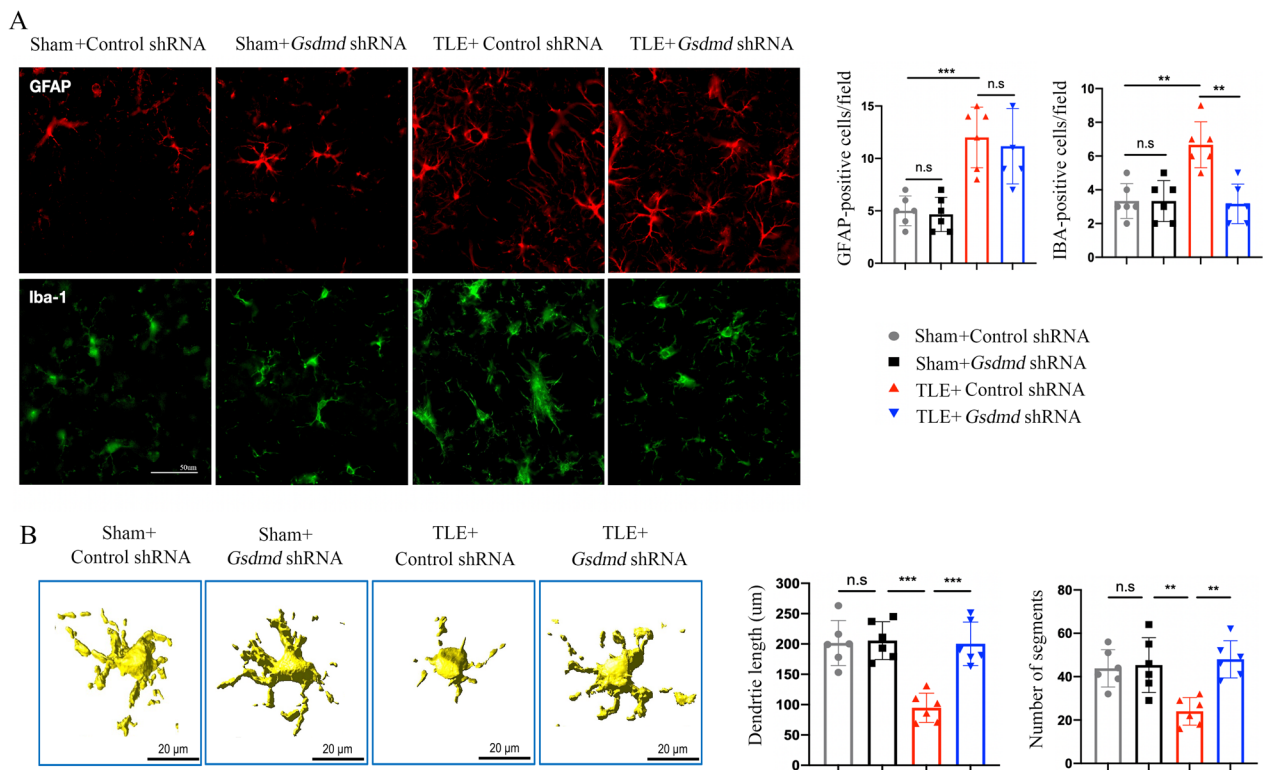 A
Sham+Control shRNA
Sham+Gsdmd shRNA
TLE+ Control shRNA
TLE+ Gsdmd shRNA
GFAP
Iba-1
50um
GFAP-positive cells/field
15
10
5
0
***
n.s
n.s
IBA-positive cells/field
10
8
6
4
2
0
**
**
n.s
Sham+Control shRNA
Sham+Gsdmd shRNA
TLE+ Control shRNA
TLE+ Gsdmd shRNA
B
Sham+
Control shRNA
Sham+
Gsdmd shRNA
TLE+
Control shRNA
TLE+
Gsdmd shRNA
20 µm
20 µm
20 µm
20 µm
Dendrtie length (um)
300
250
200
150
100
50
0
n.s
***
***
Number of segments
80
60
40
20
0
n.s
**
**